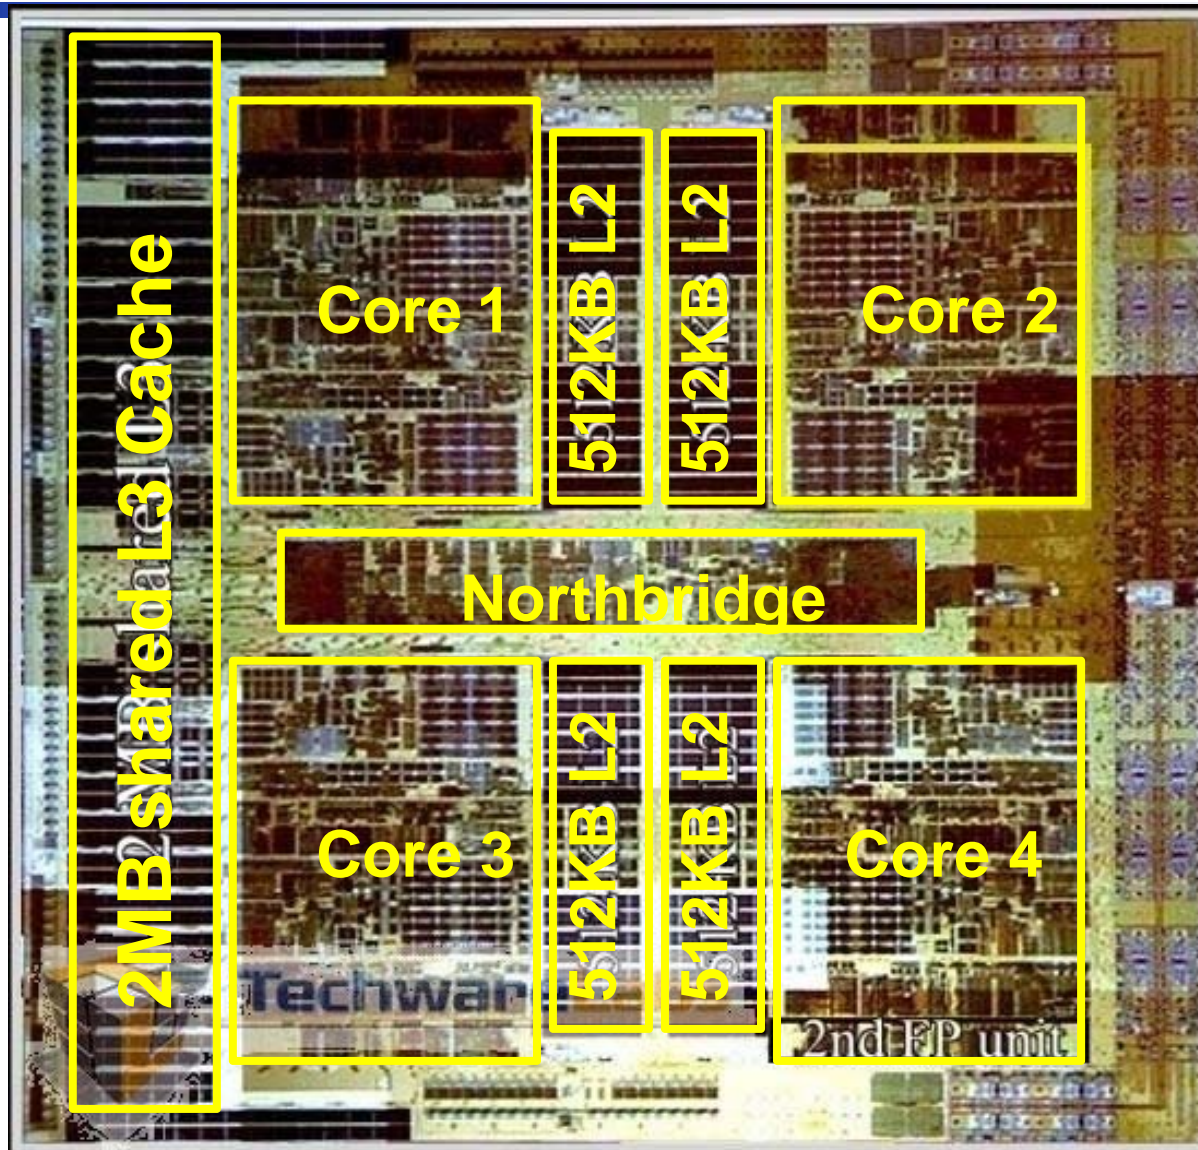 2MB shared L3 Cache
Core 1
512KB L2
512KB L2
Core 2
Northbridge
Core 3
512KB L2
512KB L2
Core 4
Techware
2nd FP unit